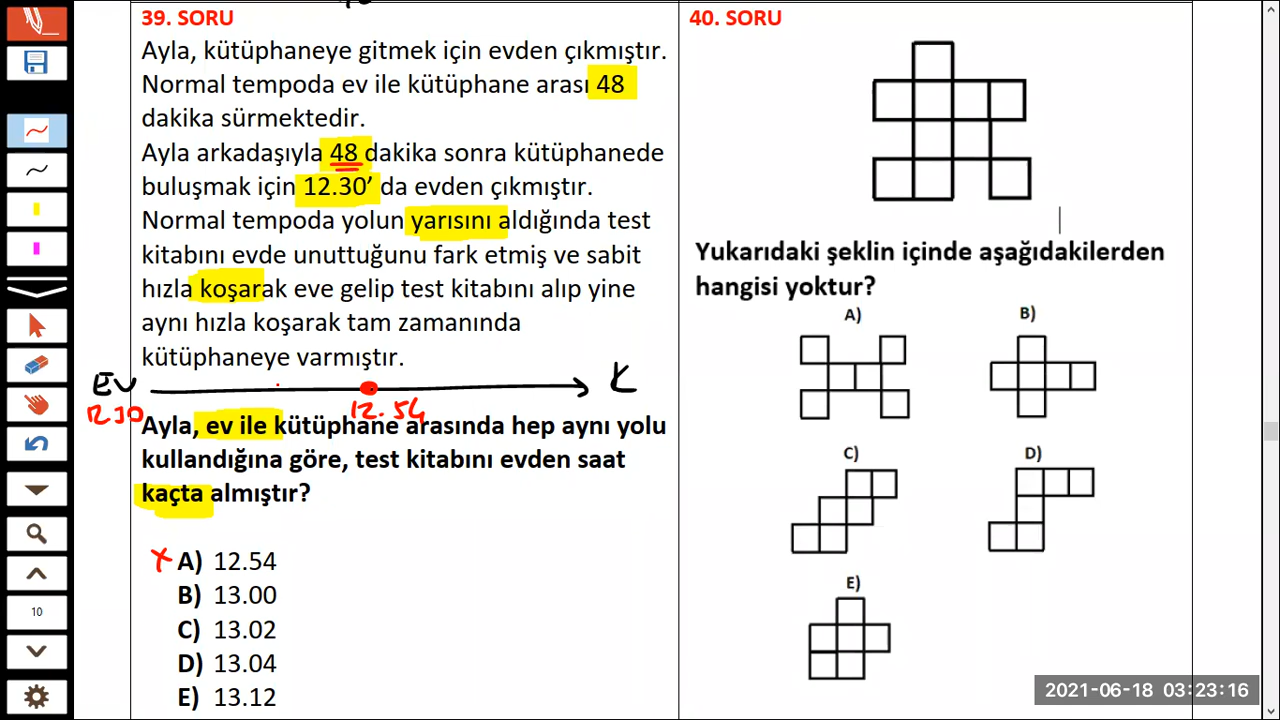 39. SORU
Ayla, kütüphaneye gitmek için evden çıkmıştır.
Normal tempoda ev ile kütüphane arası 48
dakika sürmektedir.
Ayla arkadaşıyla 48 dakika sonra kütüphanede
buluşmak için 12.30’ da evden çıkmıştır.
Normal tempoda yolun yarısını aldığında test
kitabını evde unuttuğunu fark etmiş ve sabit
hızla koşarak eve gelip test kitabını alıp yine
aynı hızla koşarak tam zamanında
kütüphaneye varmıştır.
EV K
12.30 12.54
Ayla, ev ile kütüphane arasında hep aynı yolu
kullandığına göre, test kitabını evden saat
kaçta almıştır?
x A) 12.54
B) 13.00
C) 13.02
D) 13.04
E) 13.12
40. SORU
Yukarıdaki şeklin içinde aşağıdakilerden
hangisi yoktur?
A) B)
C) D)
E)
10
2021-06-18 03:23:16